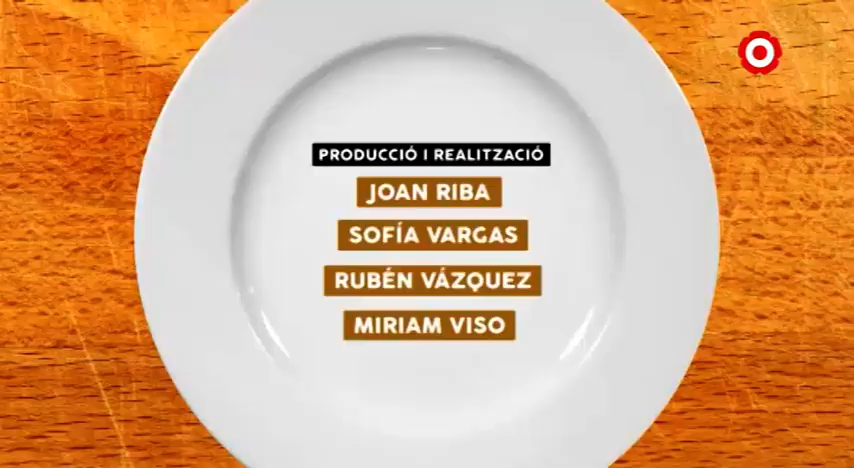 PRODUCCIÓ I REALITZACIÓ
JOAN RIBA
SOFÍA VARGAS
RUBÉN VÁZQUEZ
MIRIAM VISO